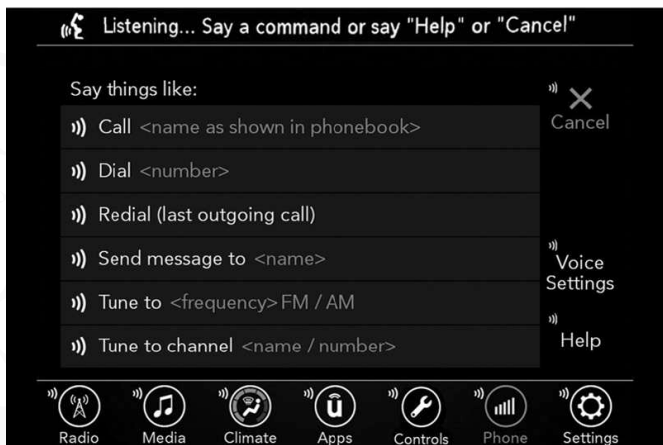 Listening... Say a command or say "Help" or "Cancel"
Say things like:
Call <name as shown in phonebook>
Dial <number>
Redial (last outgoing call)
Send message to <name>
Tune to <frequency> FM / AM
Tune to channel <name / number>
Cancel
Voice
Settings
Help
û
Radio Media Climate Apps Controls Phone Settings